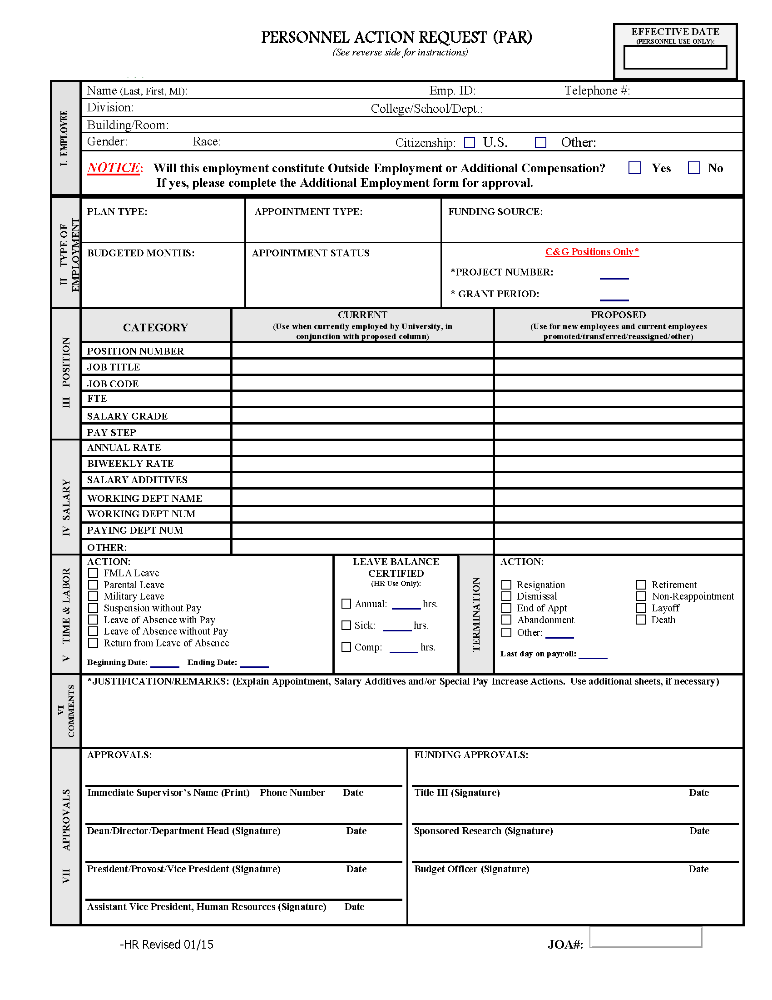 PERSONNEL ACTION REQUEST (PAR)
(See reverse side for instructions)
EFFECTIVE DATE
(PERSONNEL USE ONLY):
I. EMPLOYEE
Name (Last, First, MI): Emp. ID: Telephone #:
Division: College/School/Dept.:
Building/Room:
Gender: Race: Citizenship: U.S. Other:
NOTICE: Will this employment constitute Outside Employment or Additional Compensation? Yes No
If yes, please complete the Additional Employment form for approval.
II TYPE OF
EMPLOYMENT
PLAN TYPE: APPOINTMENT TYPE: FUNDING SOURCE:
BUDGETED MONTHS: APPOINTMENT STATUS C&G Positions Only*
*PROJECT NUMBER:
* GRANT PERIOD:
III POSITION
CATEGORY
CURRENT
(Use when currently employed by University, in
conjunction with proposed column)
PROPOSED
(Use for new employees and current employees
promoted/transferred/reassigned/other)
POSITION NUMBER
JOB TITLE
JOB CODE
FTE
SALARY GRADE
PAY STEP
IV SALARY
ANNUAL RATE
BIWEEKLY RATE
SALARY ADDITIVES
WORKING DEPT NAME
WORKING DEPT NUM
PAYING DEPT NUM
OTHER:
V TIME & LABOR
ACTION:
FMLA Leave
Parental Leave
Military Leave
Suspension without Pay
Leave of Absence with Pay
Leave of Absence without Pay
Return from Leave of Absence
Beginning Date: Ending Date:
LEAVE BALANCE
CERTIFIED
(HR Use Only):
Annual: hrs.
Sick: hrs.
Comp: hrs.
TERMINATION
ACTION:
Resignation Retirement
Dismissal Non-Reappointment
End of Appt Layoff
Abandonment Death
Other:
Last day on payroll:
VI
COMMENTS
*JUSTIFICATION/REMARKS: (Explain Appointment, Salary Additives and/or Special Pay Increase Actions. Use additional sheets, if necessary)
VII APPROVALS
APPROVALS:
Immediate Supervisor's Name (Print) Phone Number Date
Dean/Director/Department Head (Signature) Date
President/Provost/Vice President (Signature) Date
Assistant Vice President, Human Resources (Signature) Date
FUNDING APPROVALS:
Title III (Signature) Date
Sponsored Research (Signature) Date
Budget Officer (Signature) Date
-HR Revised 01/15
JOA#: